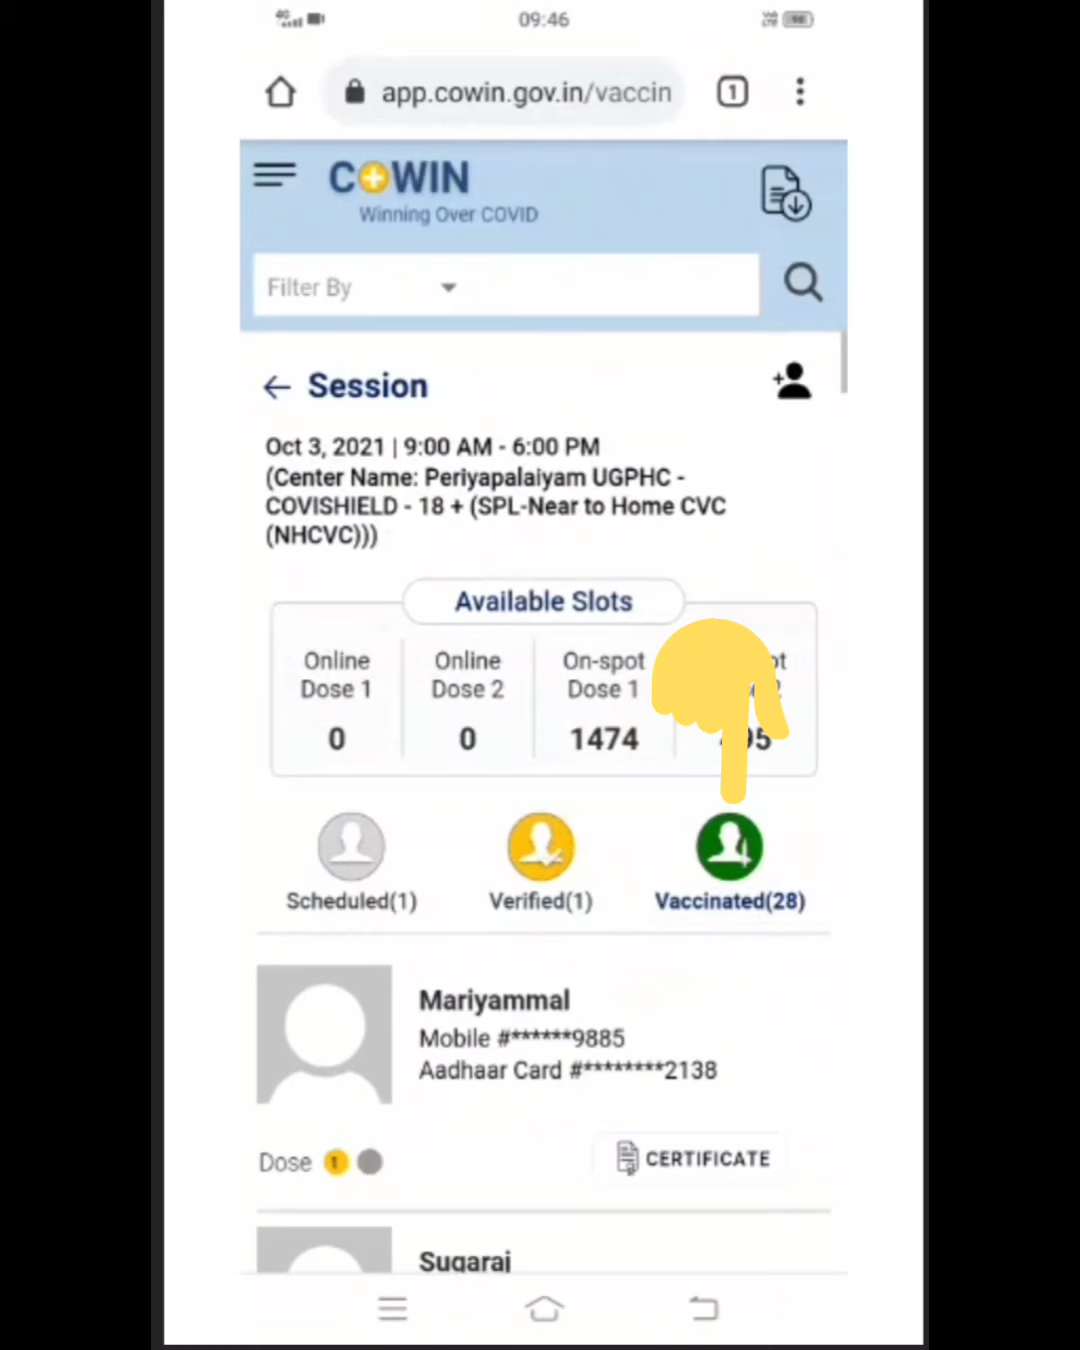 4G
09:46
app.cowin.gov.in/vaccin
1
COWIN
Winning Over COVID
Filter By
Session
Oct 3, 2021 | 9:00 AM - 6:00 PM
(Center Name: Periyapalaiyam UGPHC -
COVISHIELD - 18 + (SPL-Near to Home CVC
(NHCVC)))
Available Slots
Online Online On-spot
Dose 1 Dose 2 Dose 1
0 0 1474
Scheduled(1) Verified(1) Vaccinated(28)
Mariyammal
Mobile #******9885
Aadhaar Card #********2138
Dose 1
CERTIFICATE
Sugaraj